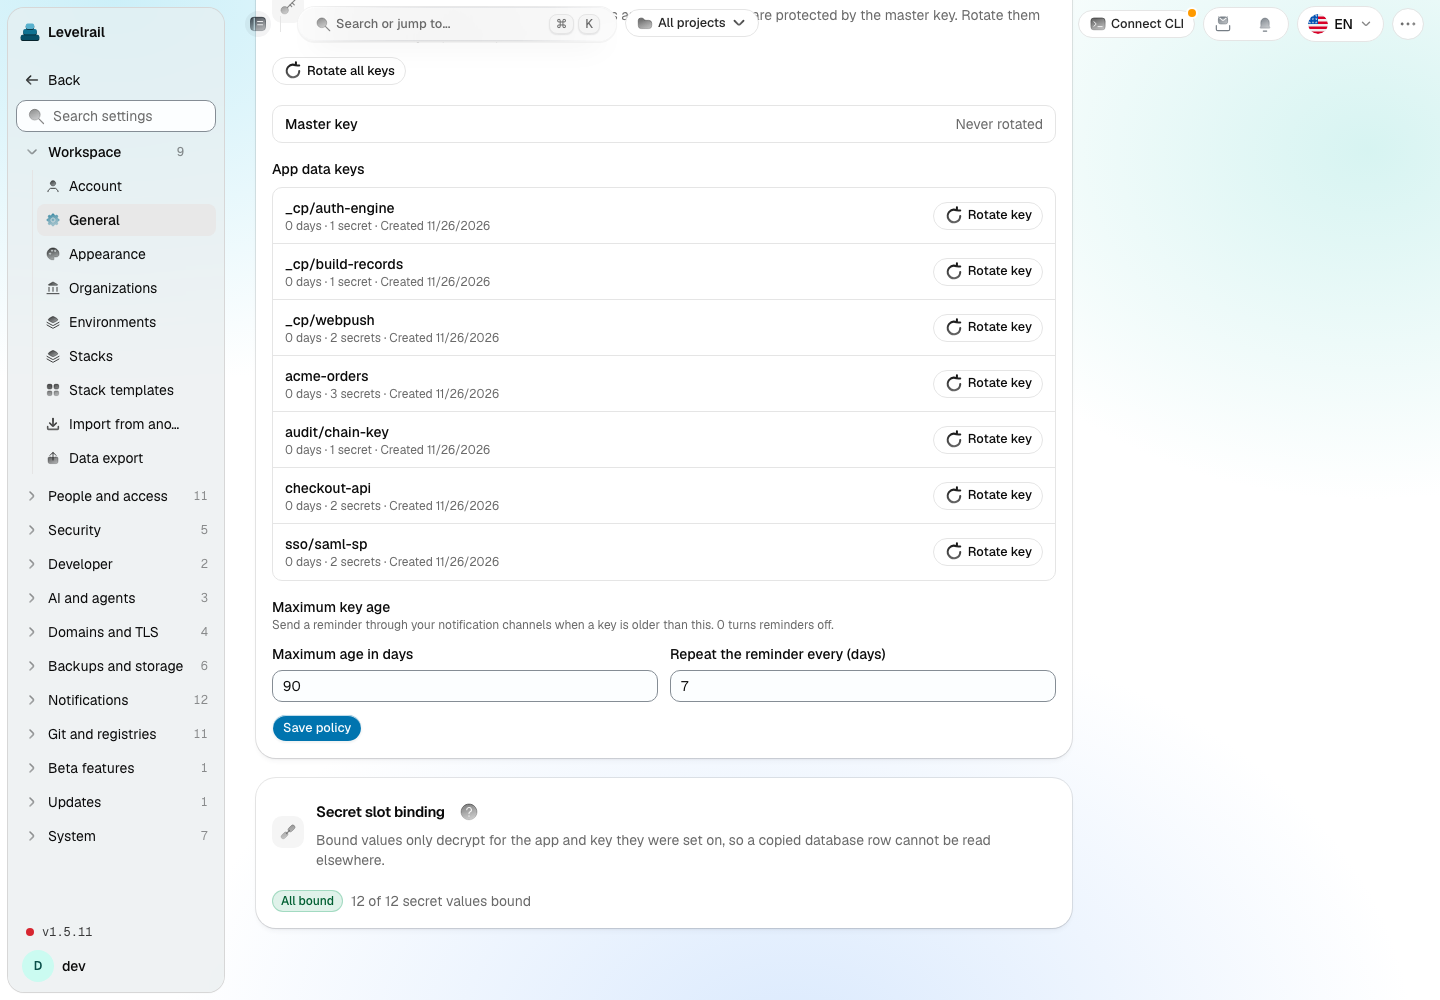 Levelrail
Back
Search settings
Workspace 9
Account
General
Appearance
Organizations
Environments
Stacks
Stack templates
Import from ano…
Data export
People and access 11
Security 5
Developer 2
AI and agents 3
Domains and TLS 4
Backups and storage 6
Notifications 12
Git and registries 11
Beta features 1
Updates 1
System 7
v1.5.11
D dev
Search or jump to… ⌘ K
All projects
are protected by the master key. Rotate them
Connect CLI
EN
Rotate all keys
Master key Never rotated
App data keys
_cp/auth-engine
0 days · 1 secret · Created 11/26/2026
Rotate key
_cp/build-records
0 days · 1 secret · Created 11/26/2026
Rotate key
_cp/webpush
0 days · 2 secrets · Created 11/26/2026
Rotate key
acme-orders
0 days · 3 secrets · Created 11/26/2026
Rotate key
audit/chain-key
0 days · 1 secret · Created 11/26/2026
Rotate key
checkout-api
0 days · 2 secrets · Created 11/26/2026
Rotate key
sso/saml-sp
0 days · 2 secrets · Created 11/26/2026
Rotate key
Maximum key age
Send a reminder through your notification channels when a key is older than this. 0 turns reminders off.
Maximum age in days
90
Repeat the reminder every (days)
7
Save policy
Secret slot binding ?
Bound values only decrypt for the app and key they were set on, so a copied database row cannot be read
elsewhere.
All bound 12 of 12 secret values bound